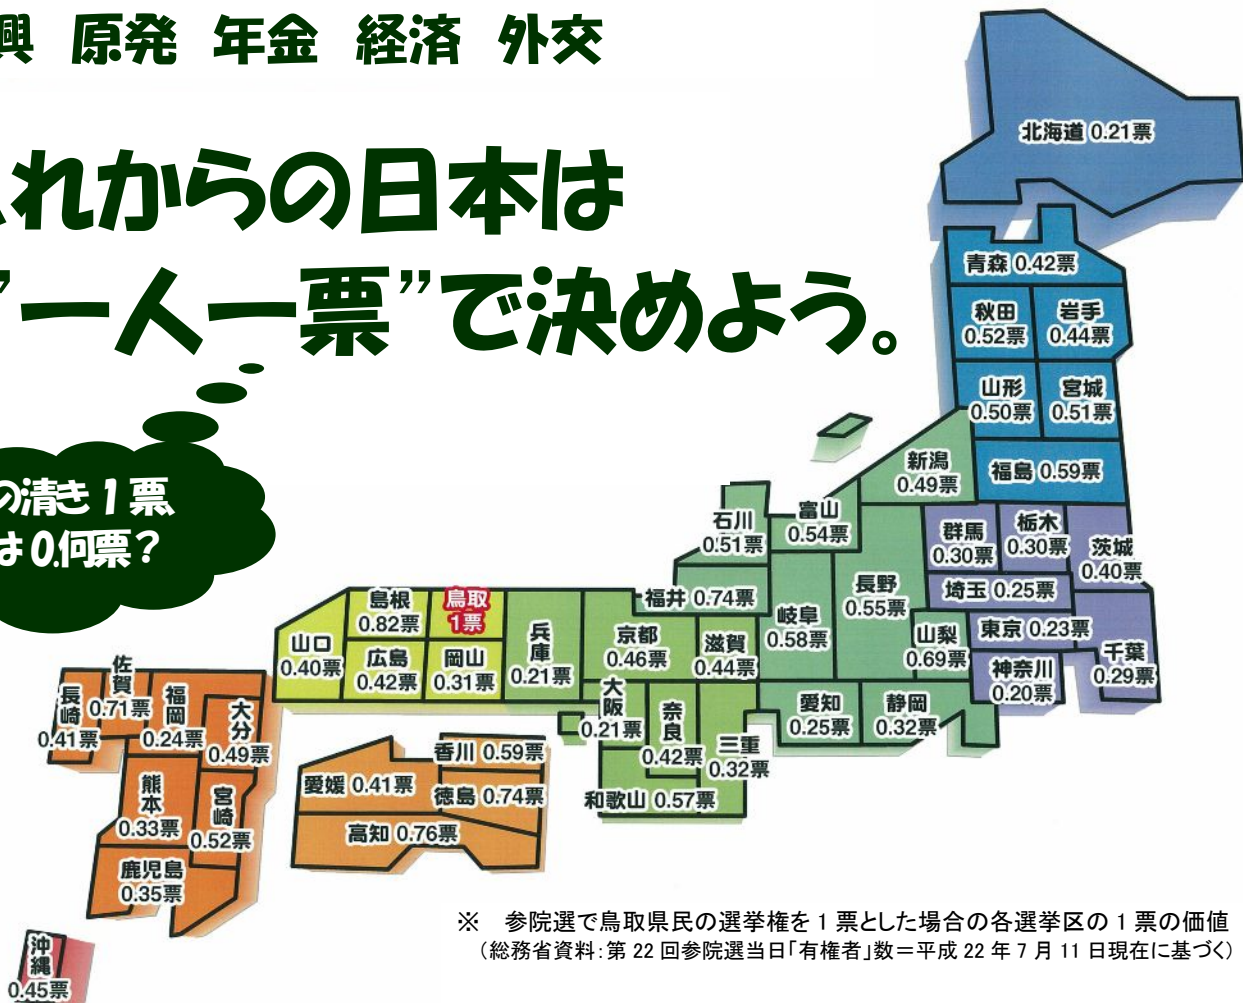 興 原発 年金 経済 外交
れからの日本は
”一人一票”で決めよう。
の清き1票
は0.何票?
北海道 0.21票
青森 0.42票
秋田
0.52票
岩手
0.44票
山形
0.50票
宮城
0.51票
福島 0.59票
新潟
0.49票
富山
0.54票
石川
0.51票
福井 0.74票
群馬
0.30票
栃木
0.30票
茨城
0.40票
埼玉 0.25票
東京 0.23票
千葉
0.29票
神奈川
0.20票
長野
0.55票
山梨
0.69票
岐阜
0.58票
愛知
0.25票
静岡
0.32票
島根
0.82票
鳥取
1票
山口
0.40票
広島
0.42票
岡山
0.31票
兵庫
0.21票
京都
0.46票
滋賀
0.44票
大阪
0.21票
奈良
0.42票
三重
0.32票
和歌山 0.57票
香川 0.59票
愛媛 0.41票
徳島 0.74票
高知 0.76票
長崎
0.41票
佐賀
0.71票
福岡
0.24票
大分
0.49票
熊本
0.33票
宮崎
0.52票
鹿児島
0.35票
沖縄
0.45票
※ 参院選で鳥取県民の選挙権を1票とした場合の各選挙区の1票の価値
(総務省資料:第22回参院選当日「有権者」数=平成22年7月11日現在に基づく)